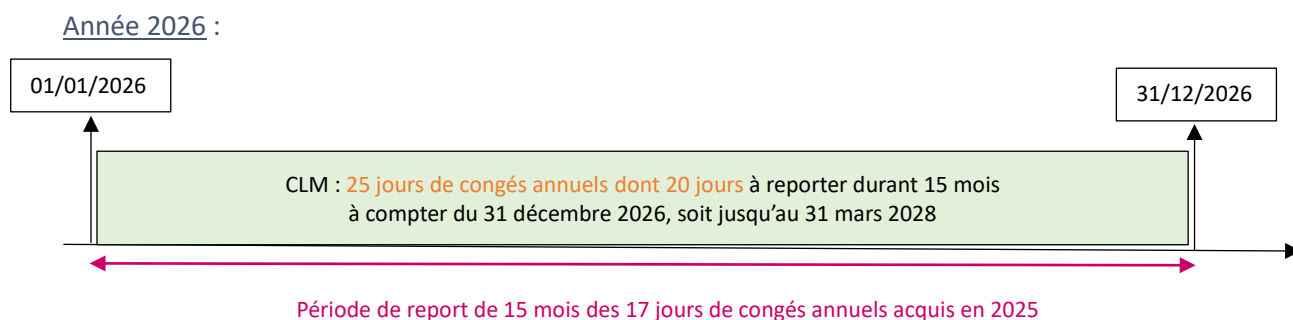 Année 2026 :
01/01/2026
31/12/2026
CLM : 25 jours de congés annuels dont 20 jours à reporter durant 15 mois
à compter du 31 décembre 2026, soit jusqu’au 31 mars 2028
Période de report de 15 mois des 17 jours de congés annuels acquis en 2025